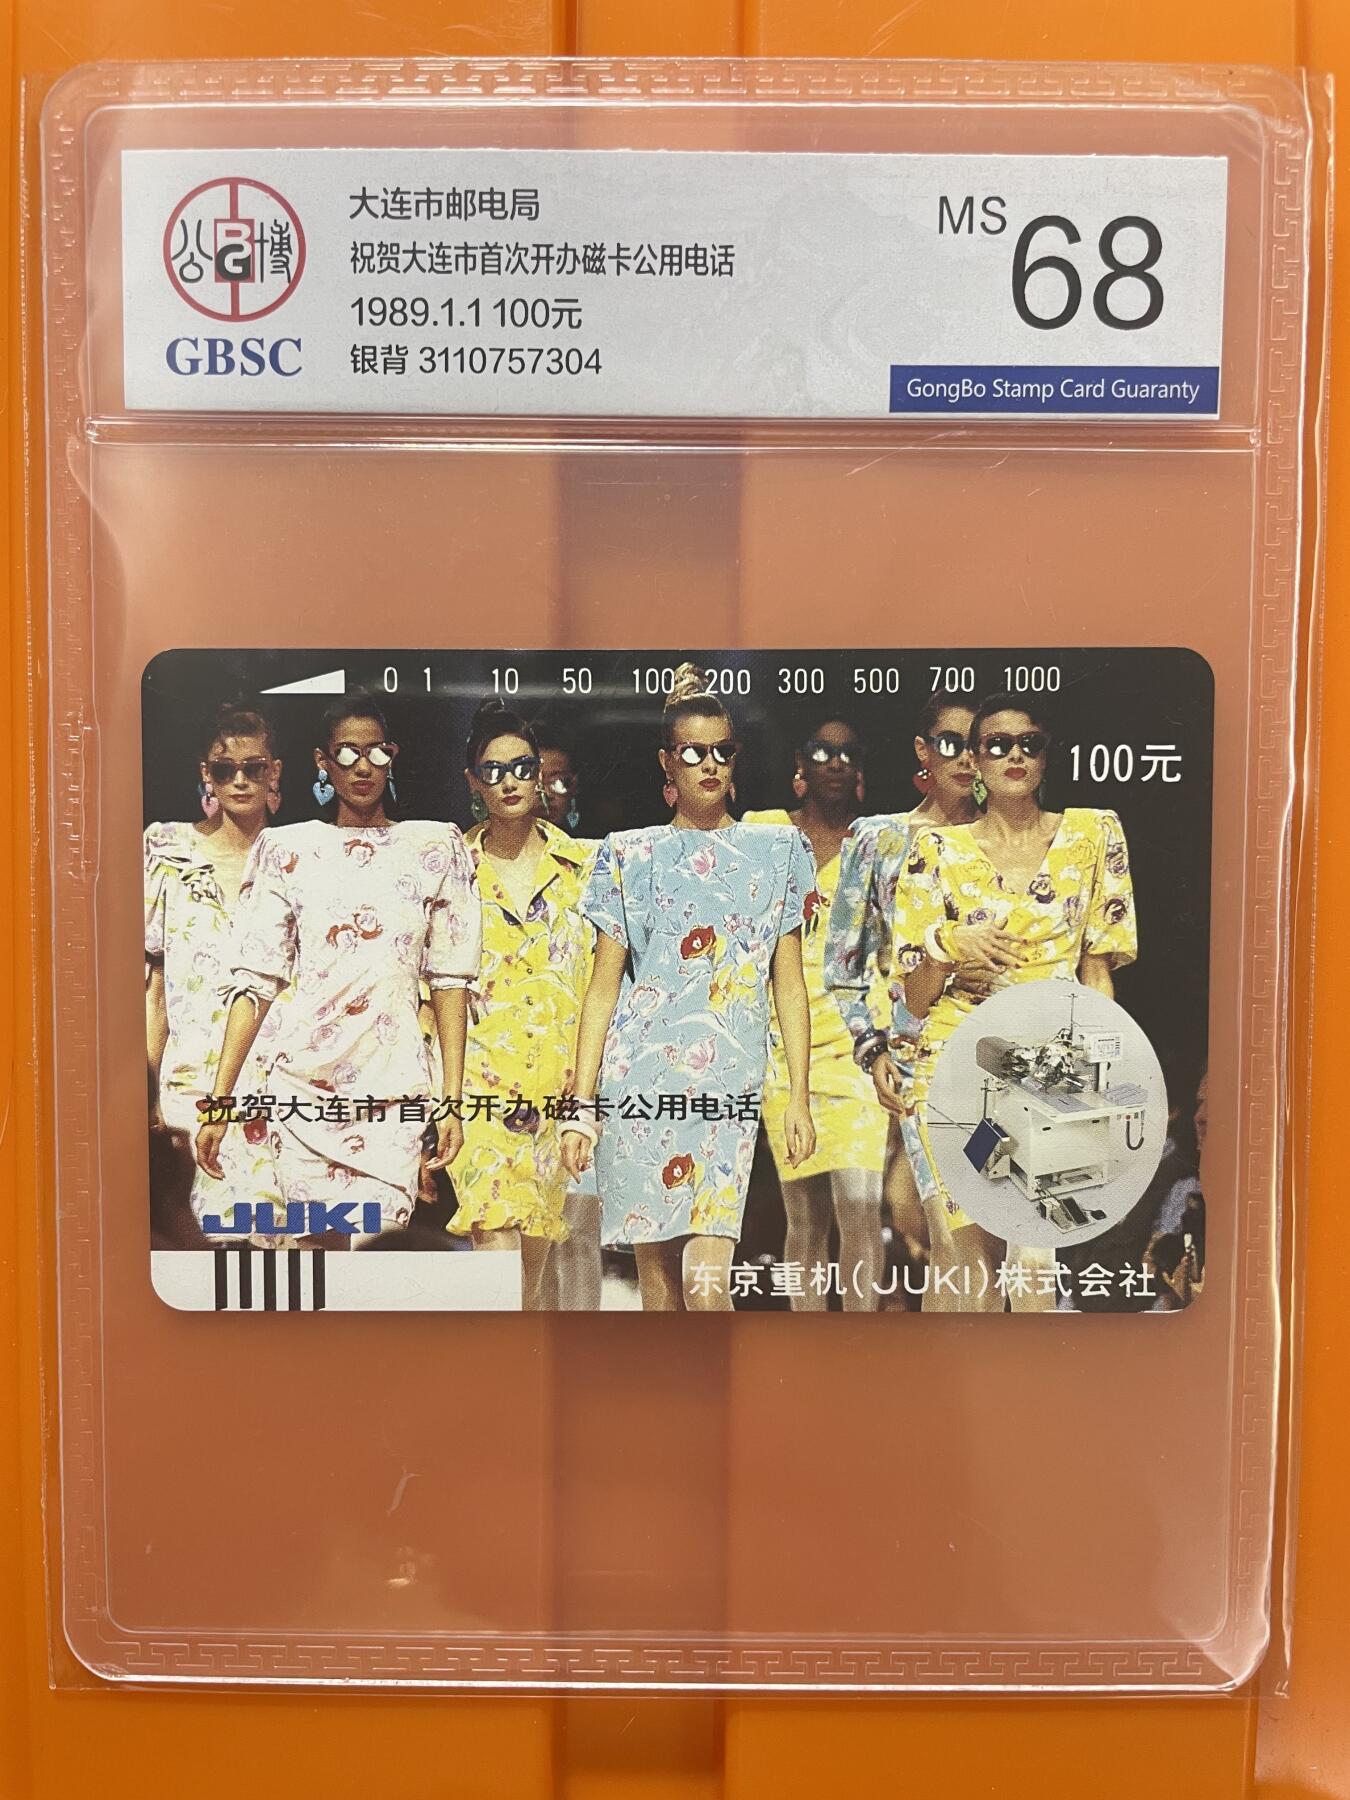 公博
BG
GBSC
大连市邮电局
祝贺大连市首次开办磁卡公用电话
1989.1.1 100元
银背 3110757304
MS 68
GongBo Stamp Card Guaranty
0 1 10 50 100 200 300 500 700 1000
100元
祝贺大连市首次开办磁卡公用电话
JUKI
东京重机(JUKI)株式会社